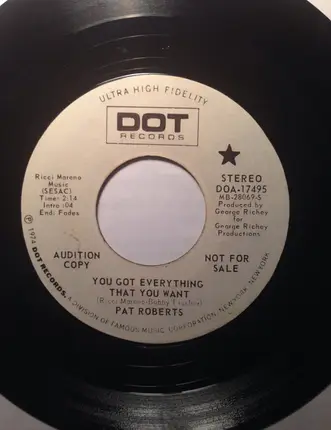 ULTRA HIGH FIDELITY
DOT
RECORDS
Ricci Mareno
Music
(SESAC)
Time: 2:14
Intro :04
End: Fades
STEREO
DOA-17495
MB-28069-S
Produced by
George Richey
for
George Richey
Productions
AUDITION
COPY
NOT FOR
SALE
YOU GOT EVERYTHING
THAT YOU WANT
PAT ROBERTS
Ⓟ 1974 DOT RECORDS, A DIVISION OF FAMOUS MUSIC CORPORATION-NEW YORK, NEW YORK